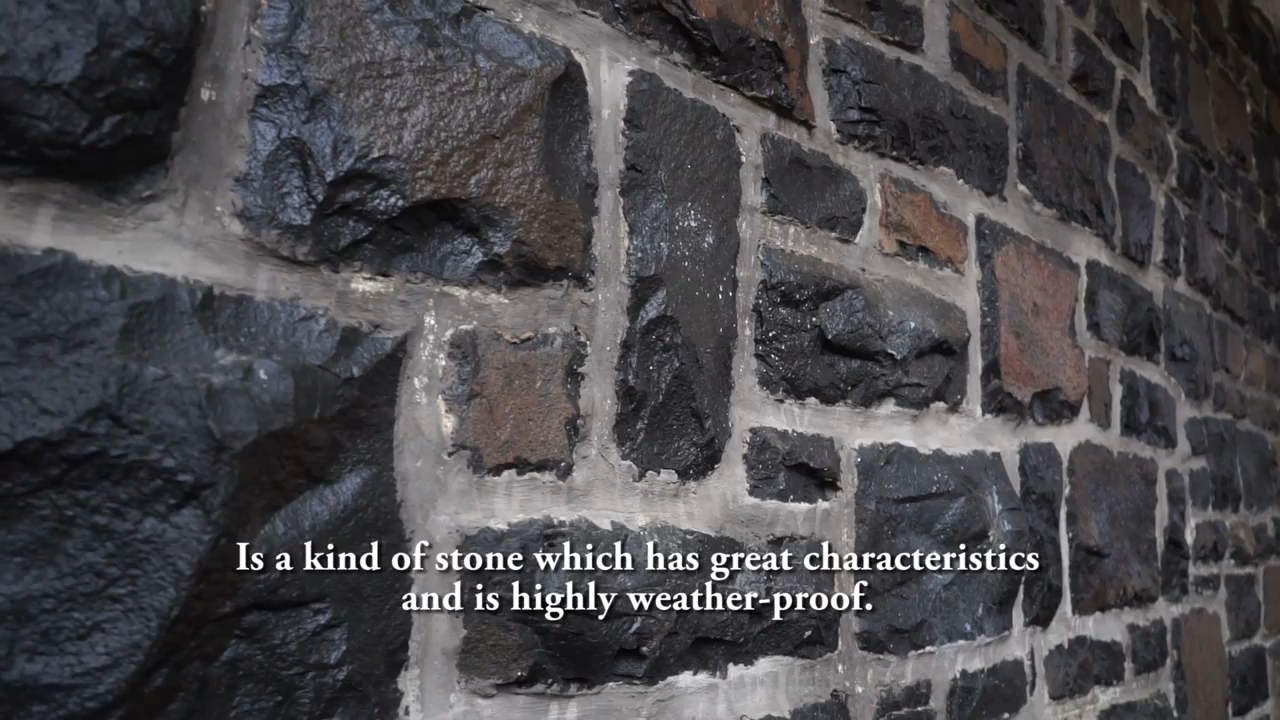 Is a kind of stone which has great characteristics
and is highly weather-proof.